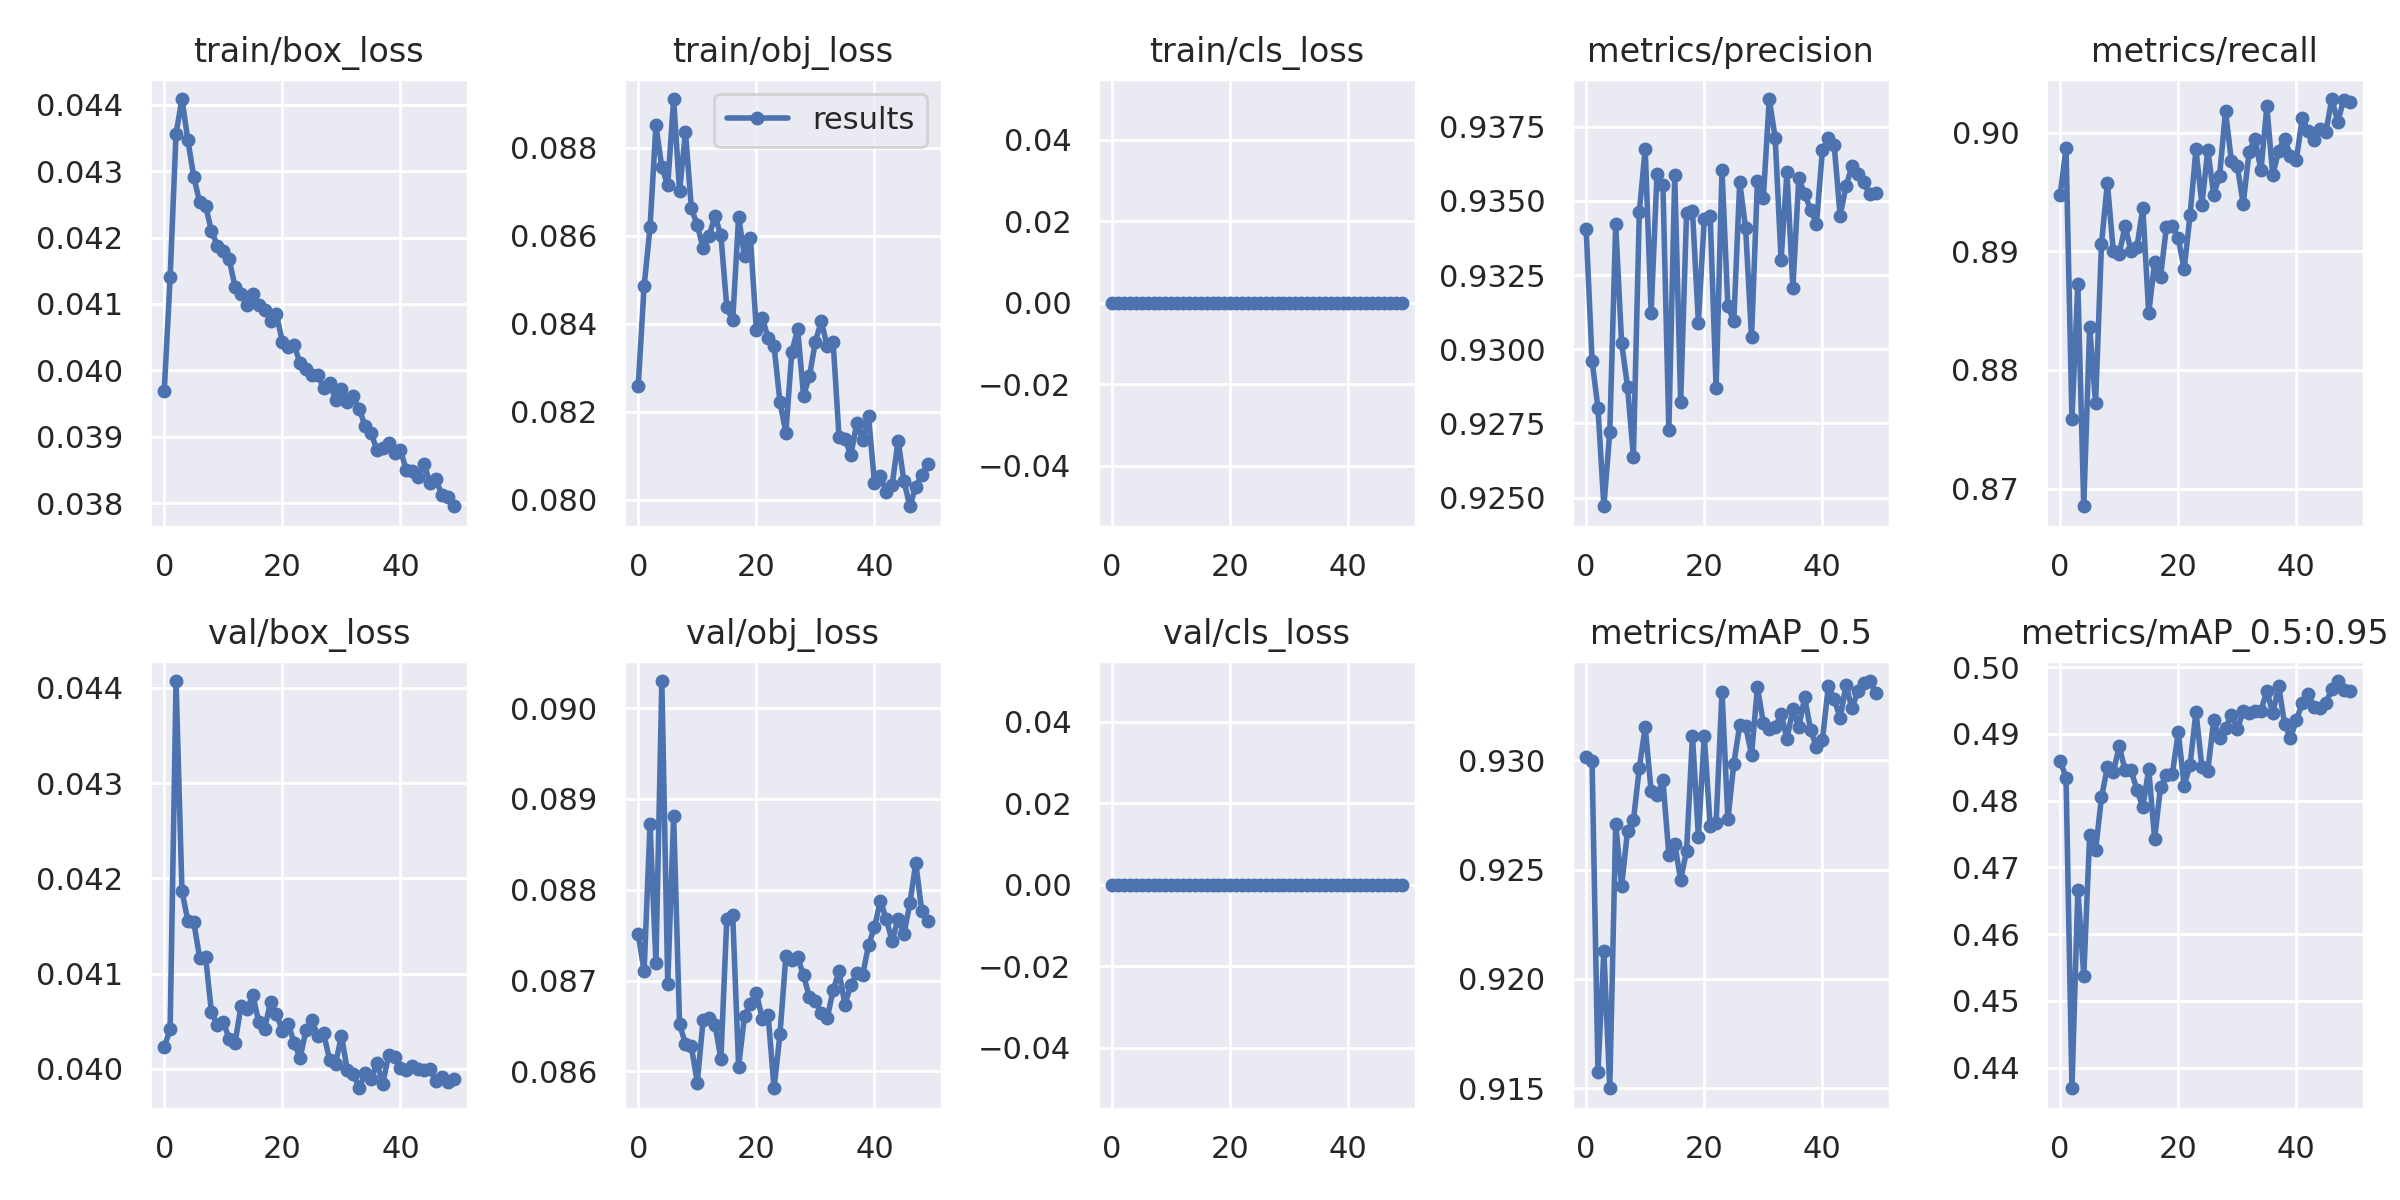 train/box_loss
0.044
0.043
0.042
0.041
0.040
0.039
0.038
0 20 40
train/obj_loss
results
0.088
0.086
0.084
0.082
0.080
0 20 40
train/cls_loss
0.04
0.02
0.00
−0.02
−0.04
0 20 40
metrics/precision
0.9375
0.9350
0.9325
0.9300
0.9275
0.9250
0 20 40
metrics/recall
0.90
0.89
0.88
0.87
0 20 40
val/box_loss
0.044
0.043
0.042
0.041
0.040
0 20 40
val/obj_loss
0.090
0.089
0.088
0.087
0.086
0 20 40
val/cls_loss
0.04
0.02
0.00
−0.02
−0.04
0 20 40
metrics/mAP_0.5
0.930
0.925
0.920
0.915
0 20 40
metrics/mAP_0.5:0.95
0.50
0.49
0.48
0.47
0.46
0.45
0.44
0 20 40